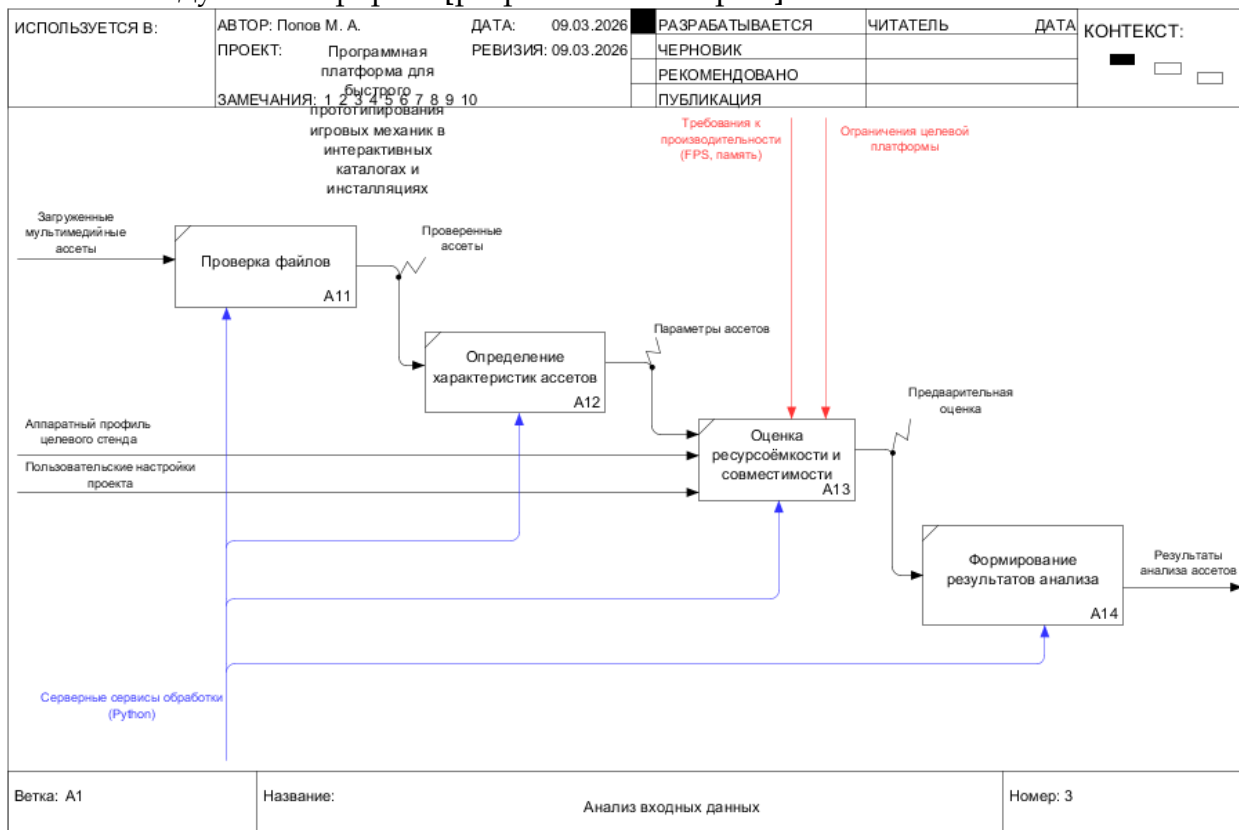 ИСПОЛЬЗУЕТСЯ В:
АВТОР: Попов М. А.
ДАТА: 09.03.2026
ПРОЕКТ: Программная
платформа для
быстрого
прототипирования
игровых механик в
интерактивных
каталогах и
инсталляциях
РЕВИЗИЯ: 09.03.2026
ЗАМЕЧАНИЯ: 1 2 3 4 5 6 7 8 9 10
РАЗРАБАТЫВАЕТСЯ
ЧЕРНОВИК
РЕКОМЕНДОВАНО
ПУБЛИКАЦИЯ
ЧИТАТЕЛЬ
ДАТА
КОНТЕКСТ:
Требования к
производительности
(FPS, память)
Ограничения целевой
платформы
Загруженные
мультимедийные
ассеты
Проверка файлов
A11
Проверенные
ассеты
Определение
характеристик ассетов
A12
Параметры ассетов
Аппаратный профиль
целевого стенда
Пользовательские настройки
проекта
Оценка
ресурсоёмкости и
совместимости
A13
Предварительная
оценка
Формирование
результатов анализа
A14
Результаты
анализа ассетов
Серверные сервисы обработки
(Python)
Ветка: A1
Название:
Анализ входных данных
Номер: 3